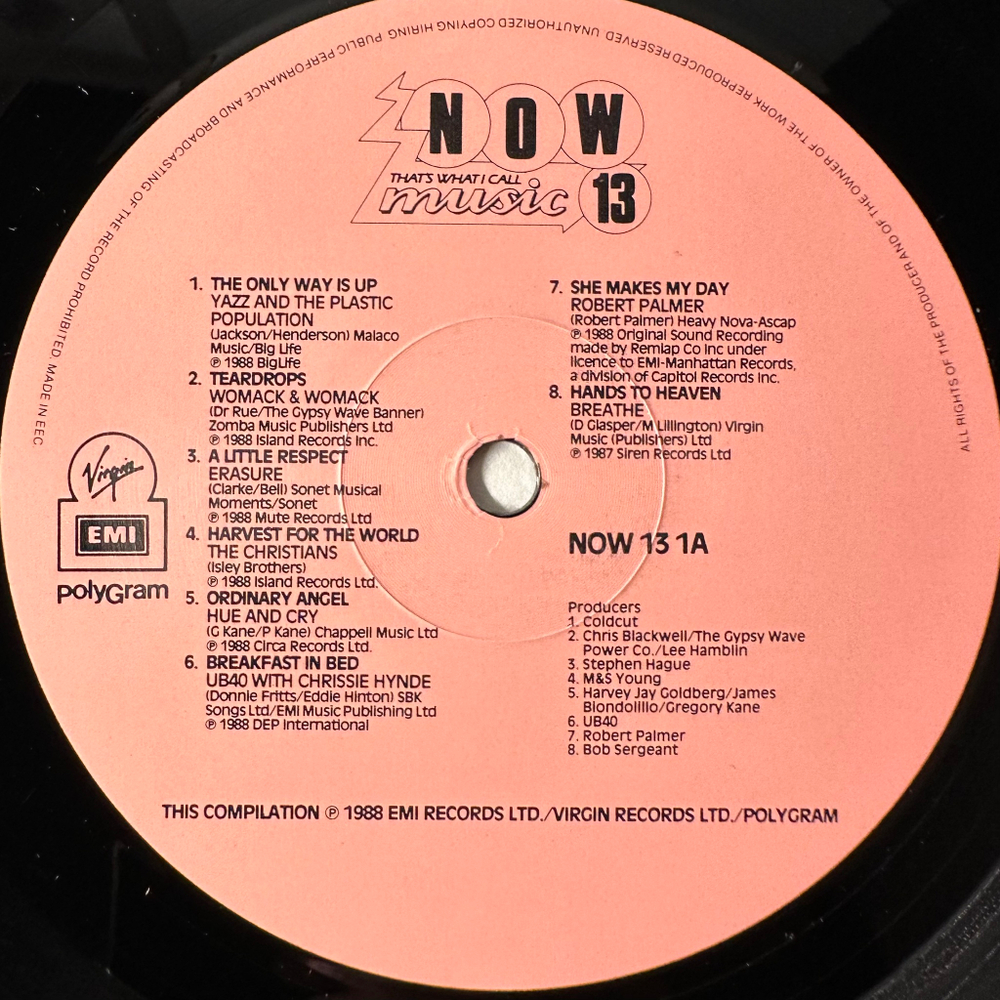 ALL RIGHTS OF THE PRODUCER AND OF THE OWNER OF THE WORK REPRODUCED RESERVED UNAUTHORIZED COPYING HIRING PUBLIC PERFORMANCE AND BROADCASTING OF THE RECORD PROHIBITED. MADE IN EEC.
NOW
THAT'S WHAT I CALL
music 13
1. THE ONLY WAY IS UP
YAZZ AND THE PLASTIC
POPULATION
(Jackson/Henderson) Malaco
Music/Big Life
℗ 1988 BigLife
2. TEARDROPS
WOMACK & WOMACK
(Dr Rue/The Gypsy Wave Banner)
Zomba Music Publishers Ltd
℗ 1988 Island Records Inc.
3. A LITTLE RESPECT
ERASURE
(Clarke/Bell) Sonet Musical
Moments/Sonet
℗ 1988 Mute Records Ltd
4. HARVEST FOR THE WORLD
THE CHRISTIANS
(Isley Brothers)
℗ 1988 Island Records Ltd.
5. ORDINARY ANGEL
HUE AND CRY
(G Kane/P Kane) Chappell Music Ltd
℗ 1988 Circa Records Ltd.
6. BREAKFAST IN BED
UB40 WITH CHRISSIE HYNDE
(Donnie Fritts/Eddie Hinton) SBK
Songs Ltd/EMI Music Publishing Ltd
℗ 1988 DEP International
7. SHE MAKES MY DAY
ROBERT PALMER
(Robert Palmer) Heavy Nova-Ascap
℗ 1988 Original Sound Recording
made by Remlap Co Inc under
licence to EMI-Manhattan Records,
a division of Capitol Records Inc.
8. HANDS TO HEAVEN
BREATHE
(D Glasper/M Lillington) Virgin
Music (Publishers) Ltd
℗ 1987 Siren Records Ltd
Virgin
EMI
polyGram
NOW 13 1A
Producers
1. Coldcut
2. Chris Blackwell/The Gypsy Wave
Power Co./Lee Hamblin
3. Stephen Hague
4. M&S Young
5. Harvey Jay Goldberg/James
Biondolillo/Gregory Kane
6. UB40
7. Robert Palmer
8. Bob Sergeant
THIS COMPILATION ℗ 1988 EMI RECORDS LTD./VIRGIN RECORDS LTD./POLYGRAM